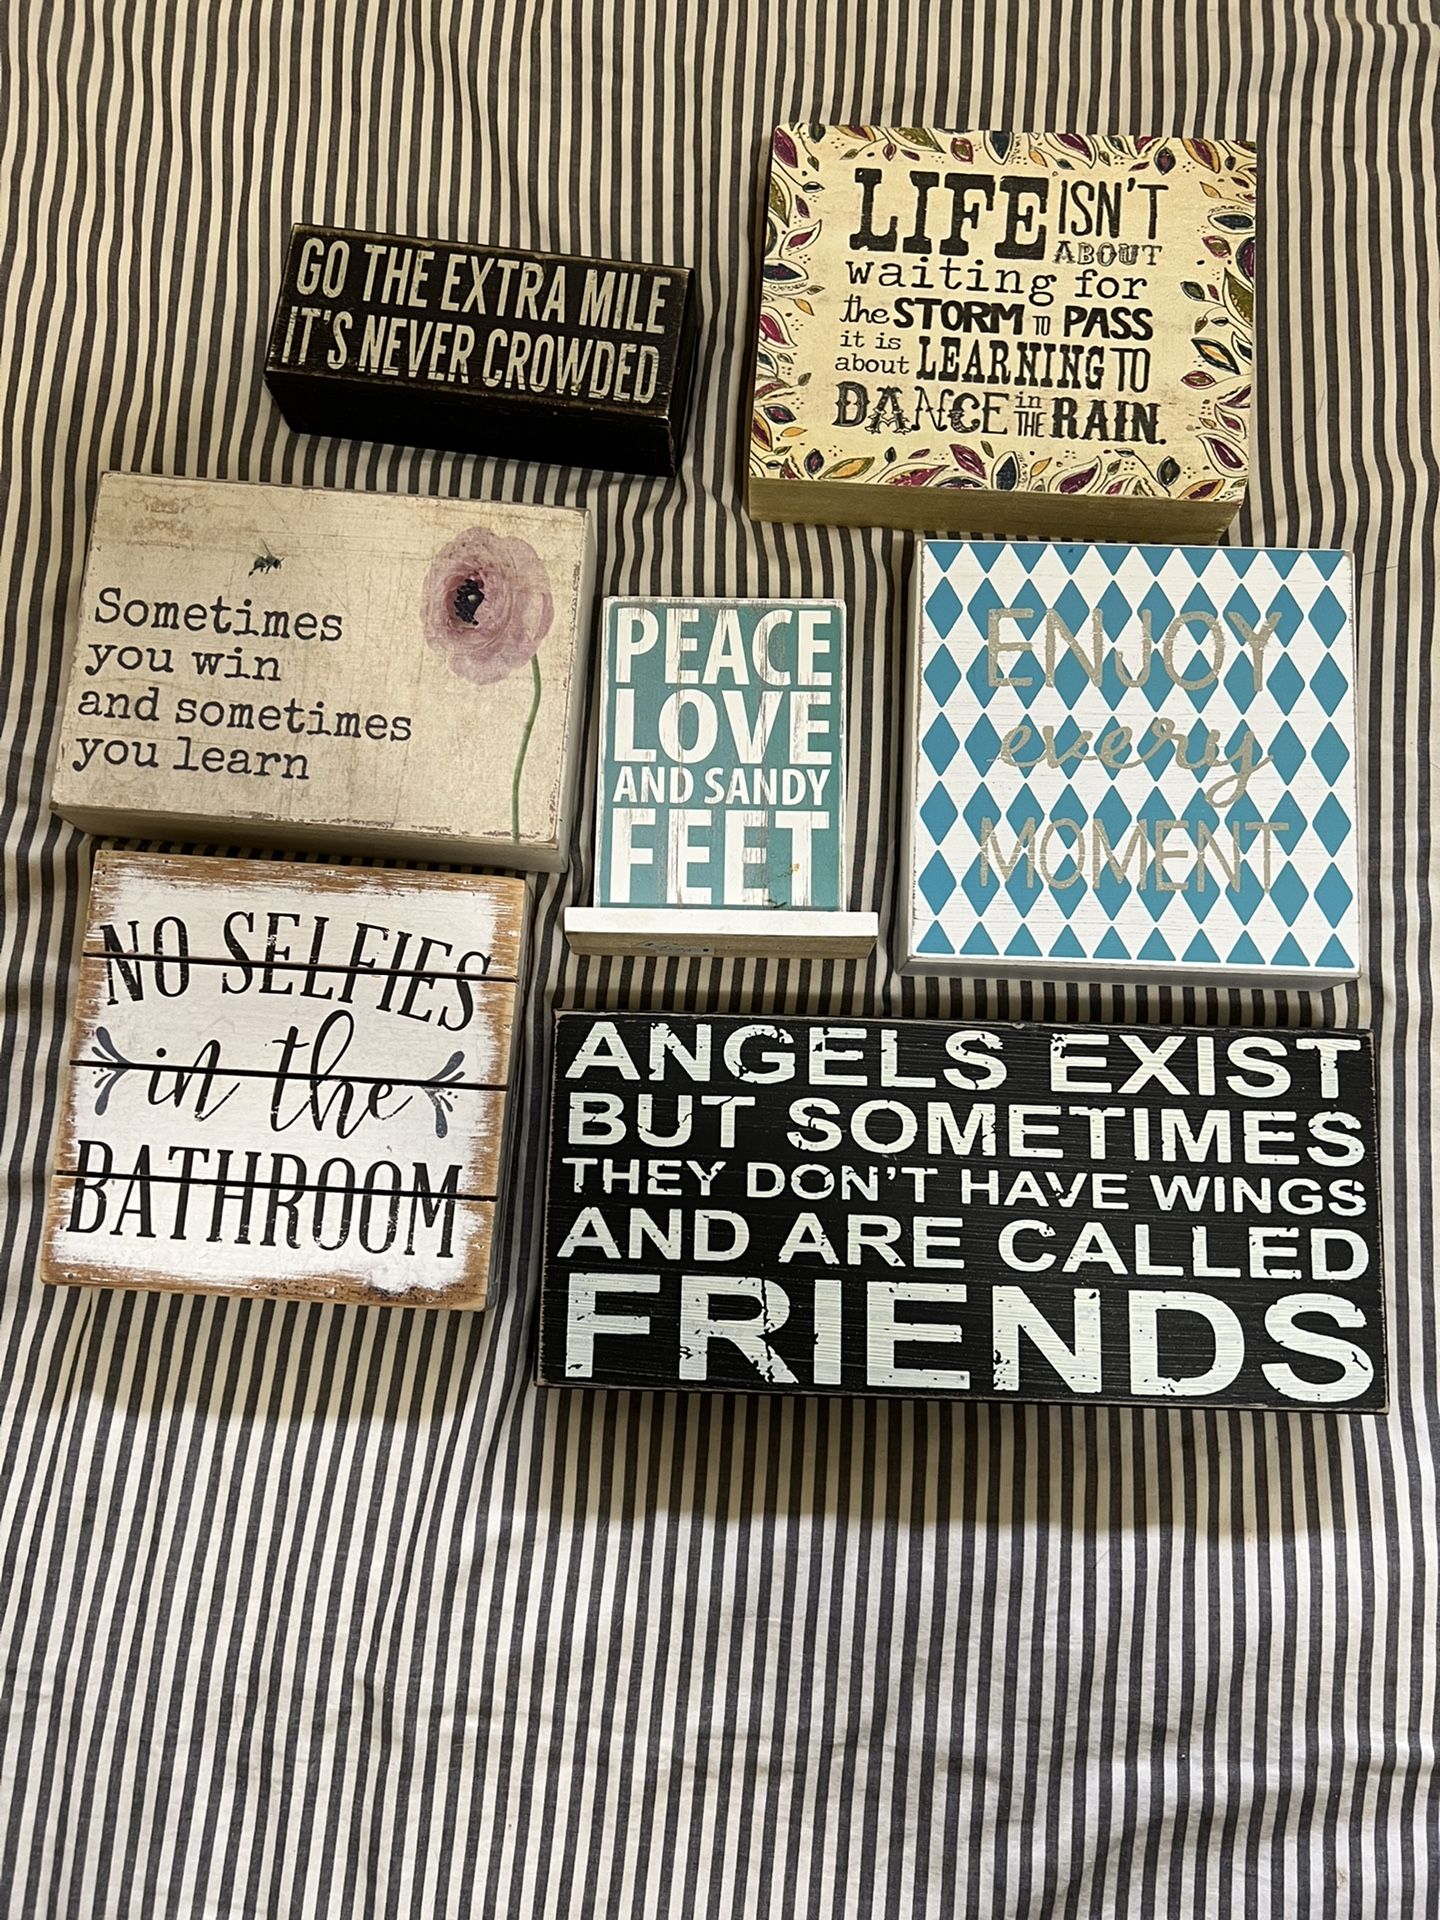 GO THE EXTRA MILE
IT'S NEVER CROWDED
LIFE ISN'T
ABOUT
waiting for
the STORM TO PASS
it is
about LEARNING TO
DANCE in THE RAIN.
Sometimes
you win
and sometimes
you learn
PEACE
LOVE
AND SANDY
FEET
ENJOY
every
MOMENT
NO SELFIES
in the
BATHROOM
ANGELS EXIST
BUT SOMETIMES
THEY DON'T HAVE WINGS
AND ARE CALLED
FRIENDS